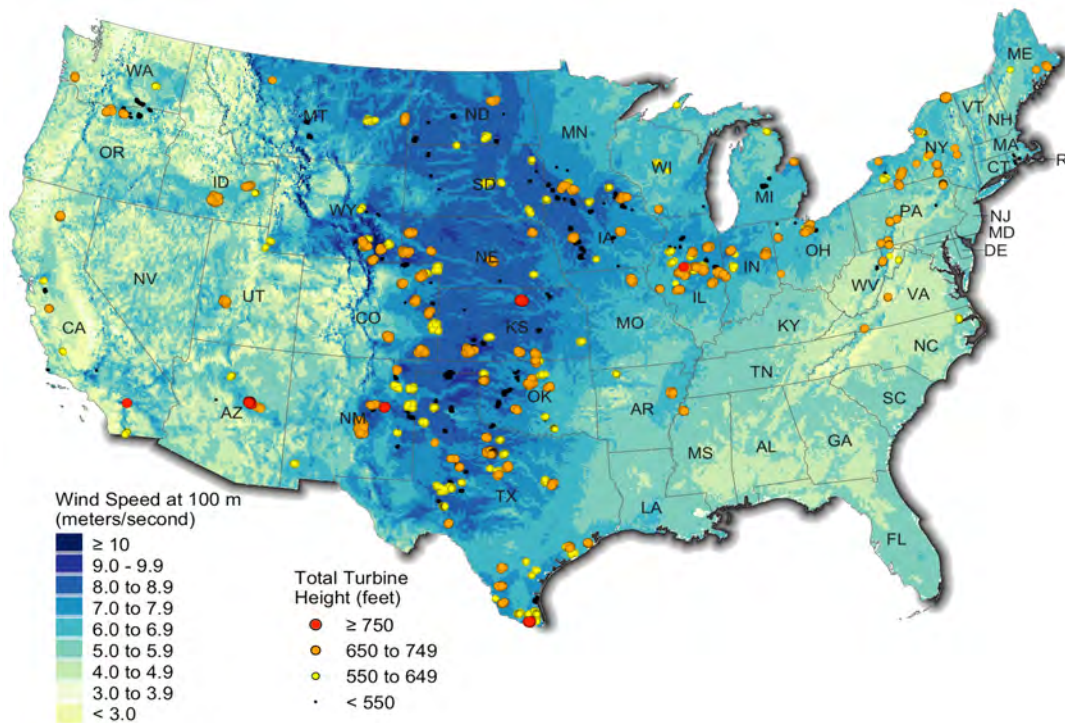 ME
WA
VT
MT
ND
NH
MN
OR
NY
MA
WI
CT
R
ID
SD
MI
WY
PA
IA
NJ
NE
OH
MD
IN
DE
NV
IL
UT
WV
CO
VA
CA
KS
MO
KY
NC
TN
OK
AZ
NM
AR
SC
MS
AL
GA
TX
LA
FL
Wind Speed at 100 m
(meters/second)
≥ 10
9.0 - 9.9
8.0 to 8.9
7.0 to 7.9
6.0 to 6.9
5.0 to 5.9
4.0 to 4.9
3.0 to 3.9
< 3.0
Total Turbine
Height (feet)
≥ 750
650 to 749
550 to 649
< 550